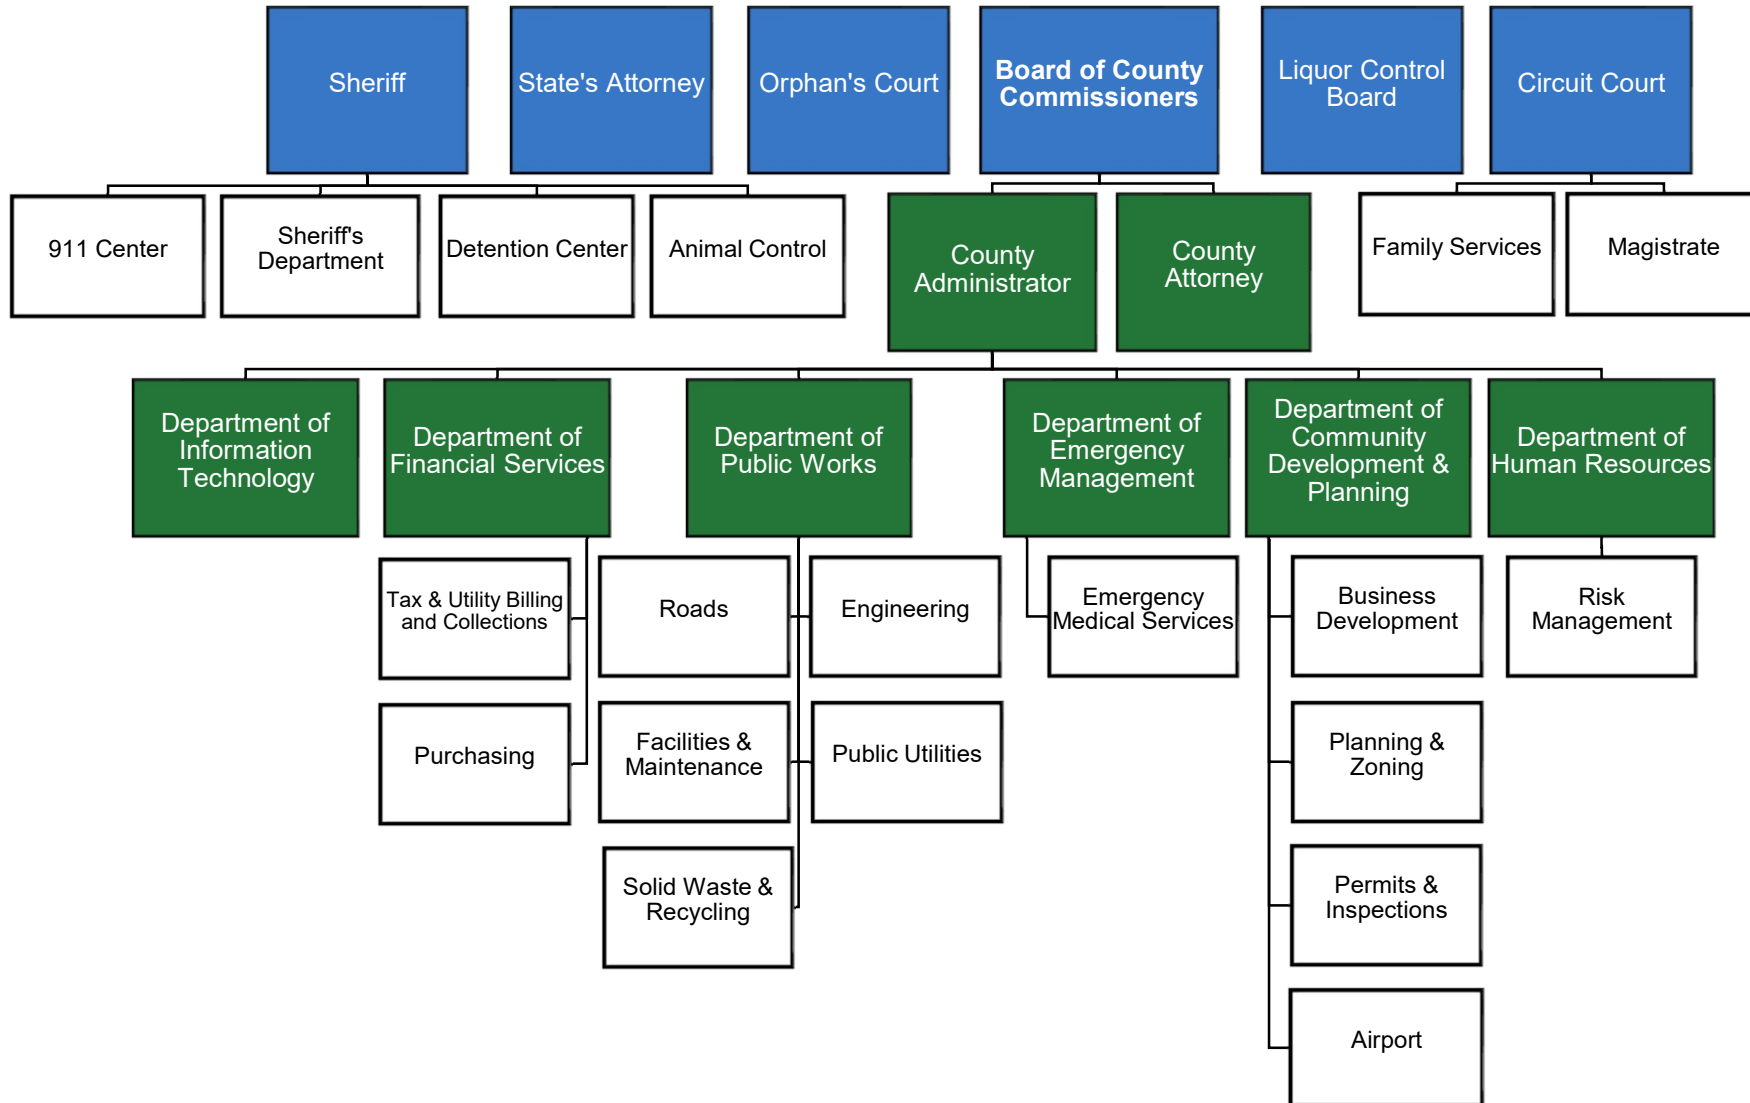 Sheriff
State's Attorney
Orphan's Court
Board of County
Commissioners
Liquor Control
Board
Circuit Court
911 Center
Sheriff's
Department
Detention Center
Animal Control
County
Administrator
County
Attorney
Family Services
Magistrate
Department of
Information
Technology
Department of
Financial Services
Department of
Public Works
Department of
Emergency
Management
Department of
Community
Development &
Planning
Department of
Human Resources
Tax & Utility Billing
and Collections
Roads
Engineering
Emergency
Medical Services
Business
Development
Risk
Management
Purchasing
Facilities &
Maintenance
Public Utilities
Planning &
Zoning
Solid Waste &
Recycling
Permits &
Inspections
Airport